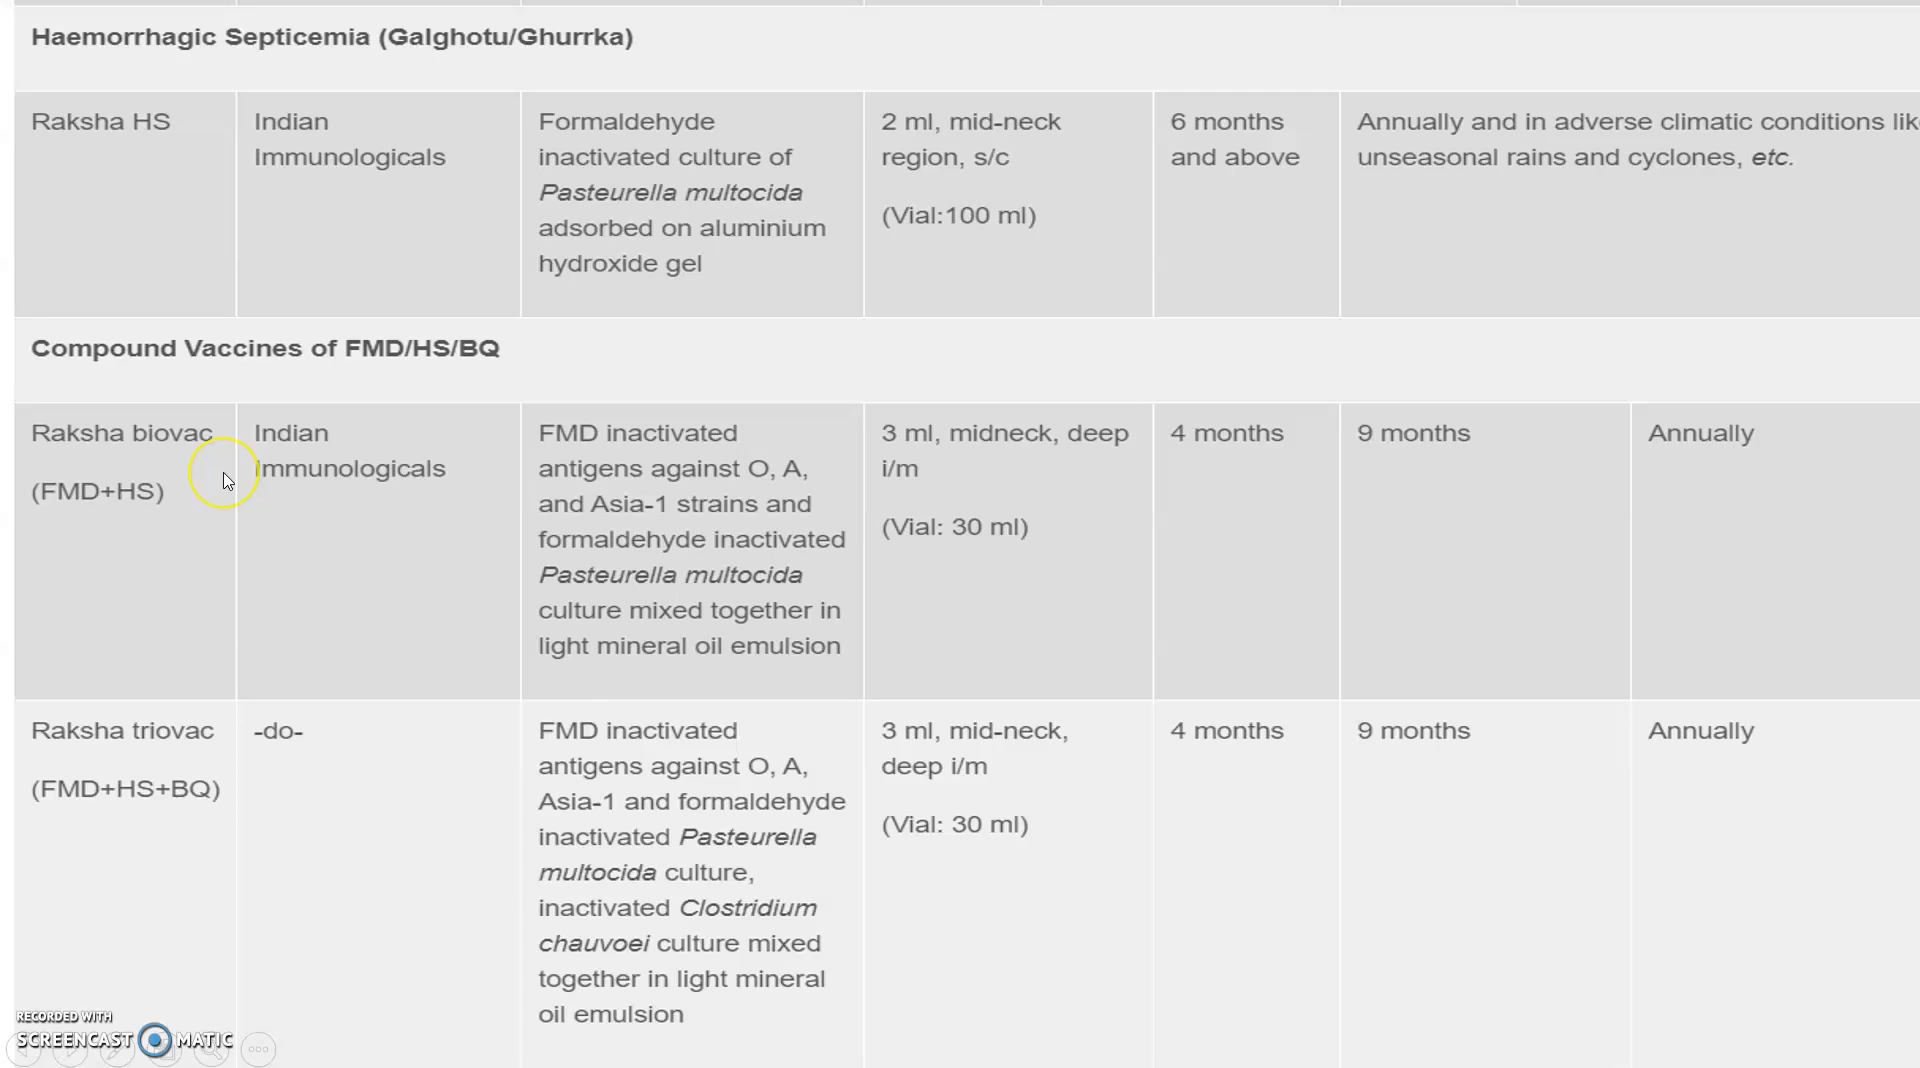 Haemorrhagic Septicemia (Galghotu/Ghurrka)
Raksha HS
Indian
Immunologicals
Formaldehyde
inactivated culture of
Pasteurella multocida
adsorbed on aluminium
hydroxide gel
2 ml, mid-neck
region, s/c
(Vial:100 ml)
6 months
and above
Annually and in adverse climatic conditions
unseasonal rains and cyclones, etc.
Compound Vaccines of FMD/HS/BQ
Raksha biovac
(FMD+HS)
Indian
Immunologicals
FMD inactivated
antigens against O, A,
and Asia-1 strains and
formaldehyde inactivated
Pasteurella multocida
culture mixed together in
light mineral oil emulsion
3 ml, midneck, deep
i/m
(Vial: 30 ml)
4 months
9 months
Annually
Raksha triovac
(FMD+HS+BQ)
-do-
FMD inactivated
antigens against O, A,
Asia-1 and formaldehyde
inactivated Pasteurella
multocida culture,
inactivated Clostridium
chauvoei culture mixed
together in light mineral
oil emulsion
3 ml, mid-neck,
deep i/m
(Vial: 30 ml)
4 months
9 months
Annually
RECORDED WITH
SCREENCAST MATIC